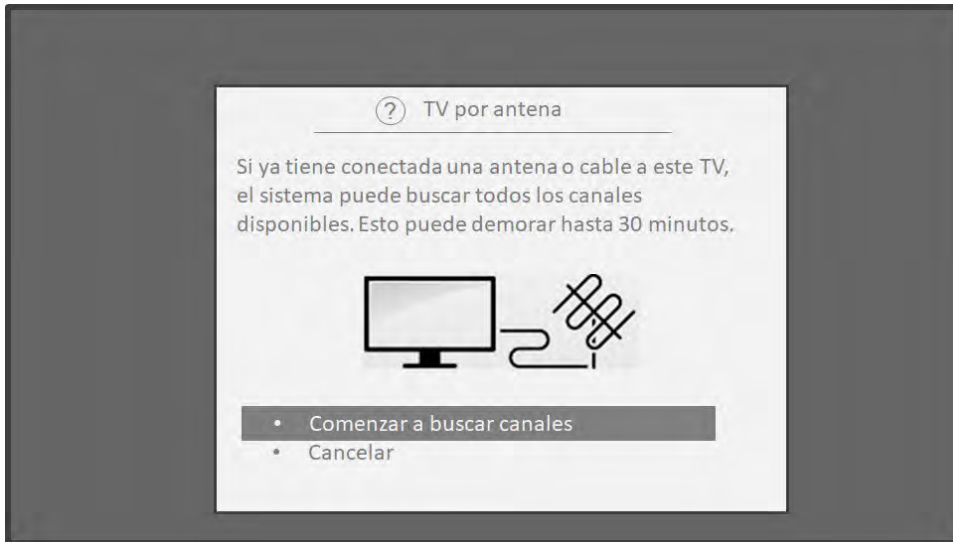 ? TV por antena
Si ya tiene conectada una antena o cable a este TV,
el sistema puede buscar todos los canales
disponibles. Esto puede demorar hasta 30 minutos.
• Comenzar a buscar canales
• Cancelar